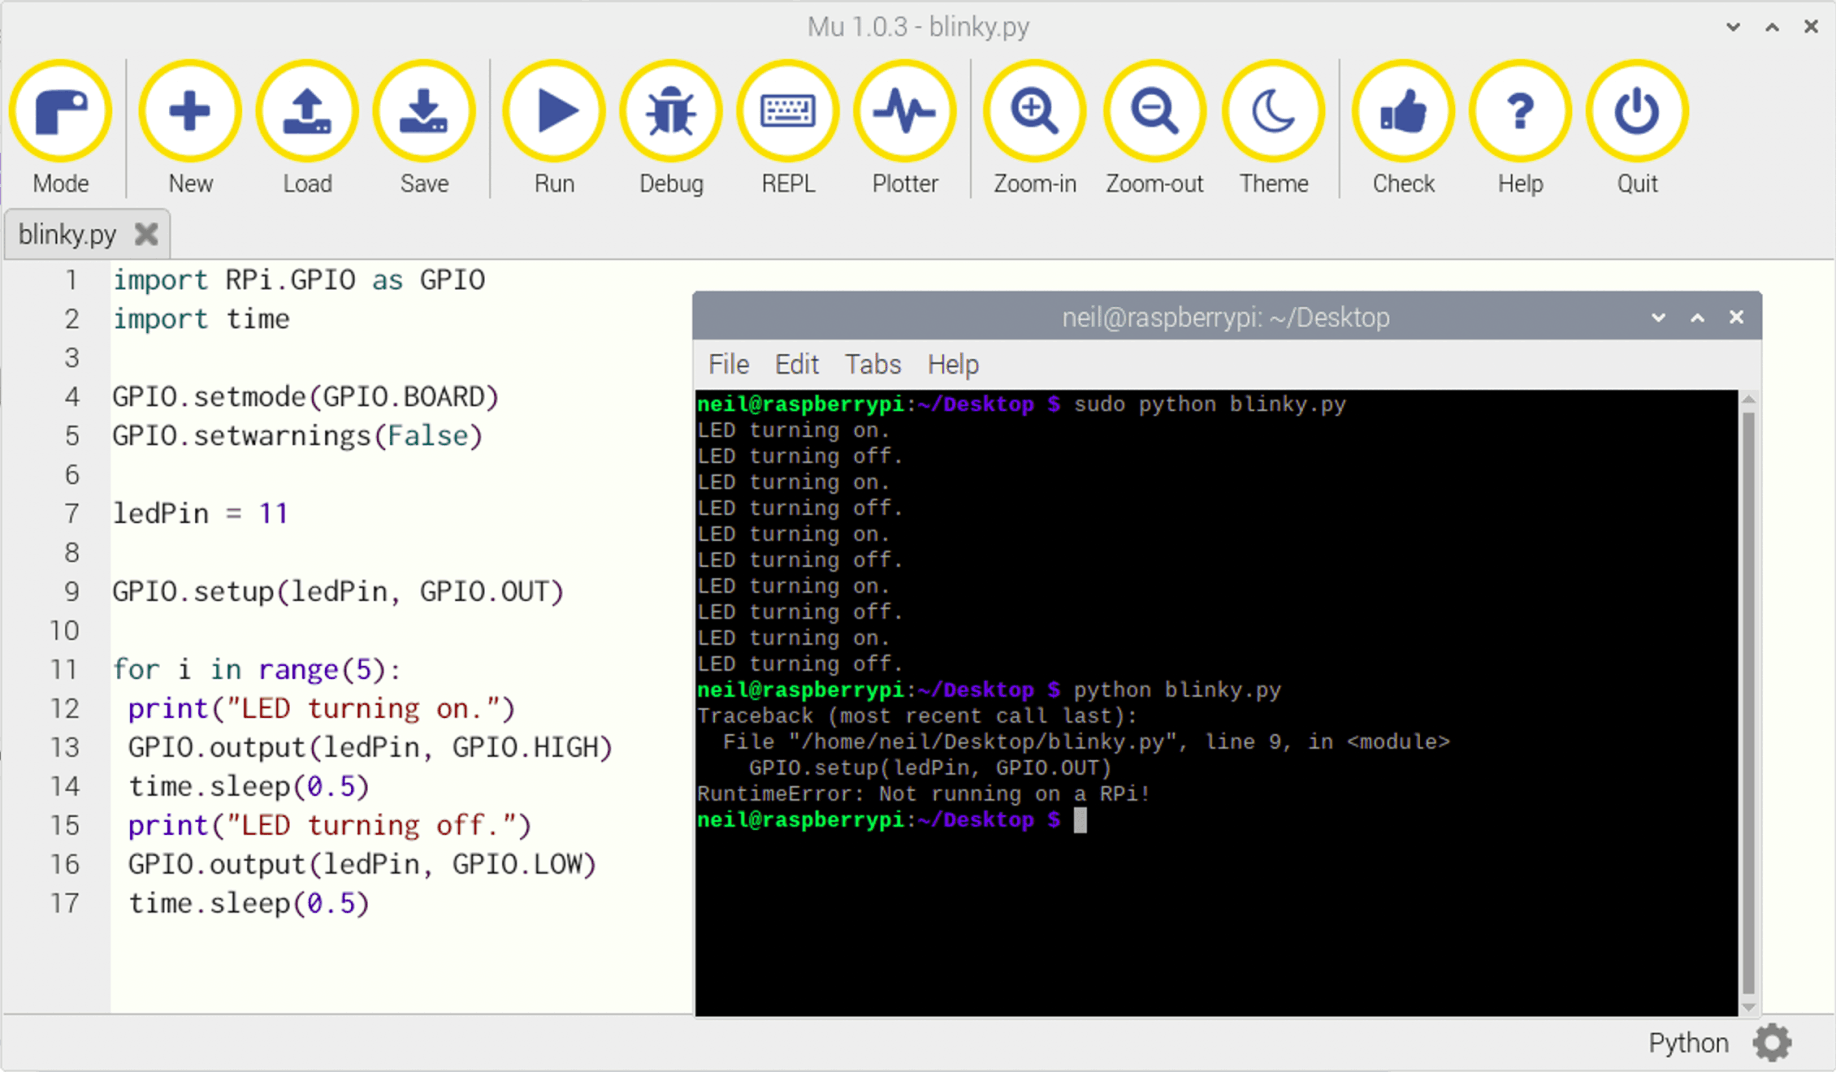 Mu 1.0.3 - blinky.py
Mode New Load Save Run Debug REPL Plotter Zoom-in Zoom-out Theme Check Help Quit
blinky.py
1 import RPi.GPIO as GPIO
2 import time
3
4 GPIO.setmode(GPIO.BOARD)
5 GPIO.setwarnings(False)
6
7 ledPin = 11
8
9 GPIO.setup(ledPin, GPIO.OUT)
10
11 for i in range(5):
12  print("LED turning on.")
13  GPIO.output(ledPin, GPIO.HIGH)
14  time.sleep(0.5)
15  print("LED turning off.")
16  GPIO.output(ledPin, GPIO.LOW)
17  time.sleep(0.5)
neil@raspberrypi: ~/Desktop
File Edit Tabs Help
neil@raspberrypi:~/Desktop $ sudo python blinky.py
LED turning on.
LED turning off.
LED turning on.
LED turning off.
LED turning on.
LED turning off.
LED turning on.
LED turning off.
LED turning on.
LED turning off.
neil@raspberrypi:~/Desktop $ python blinky.py
Traceback (most recent call last):
  File "/home/neil/Desktop/blinky.py", line 9, in <module>
    GPIO.setup(ledPin, GPIO.OUT)
RuntimeError: Not running on a RPi!
neil@raspberrypi:~/Desktop $
Python